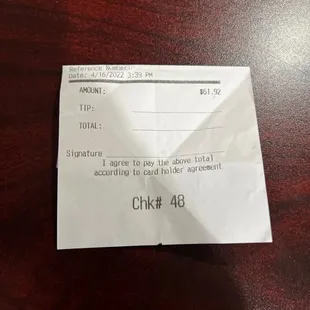 Reference Number:
Date: 4/16/2022 3:39 PM
AMOUNT: $61.92
TIP:
TOTAL:
Signature
I agree to pay the above total
according to card holder agreement
Chk# 48